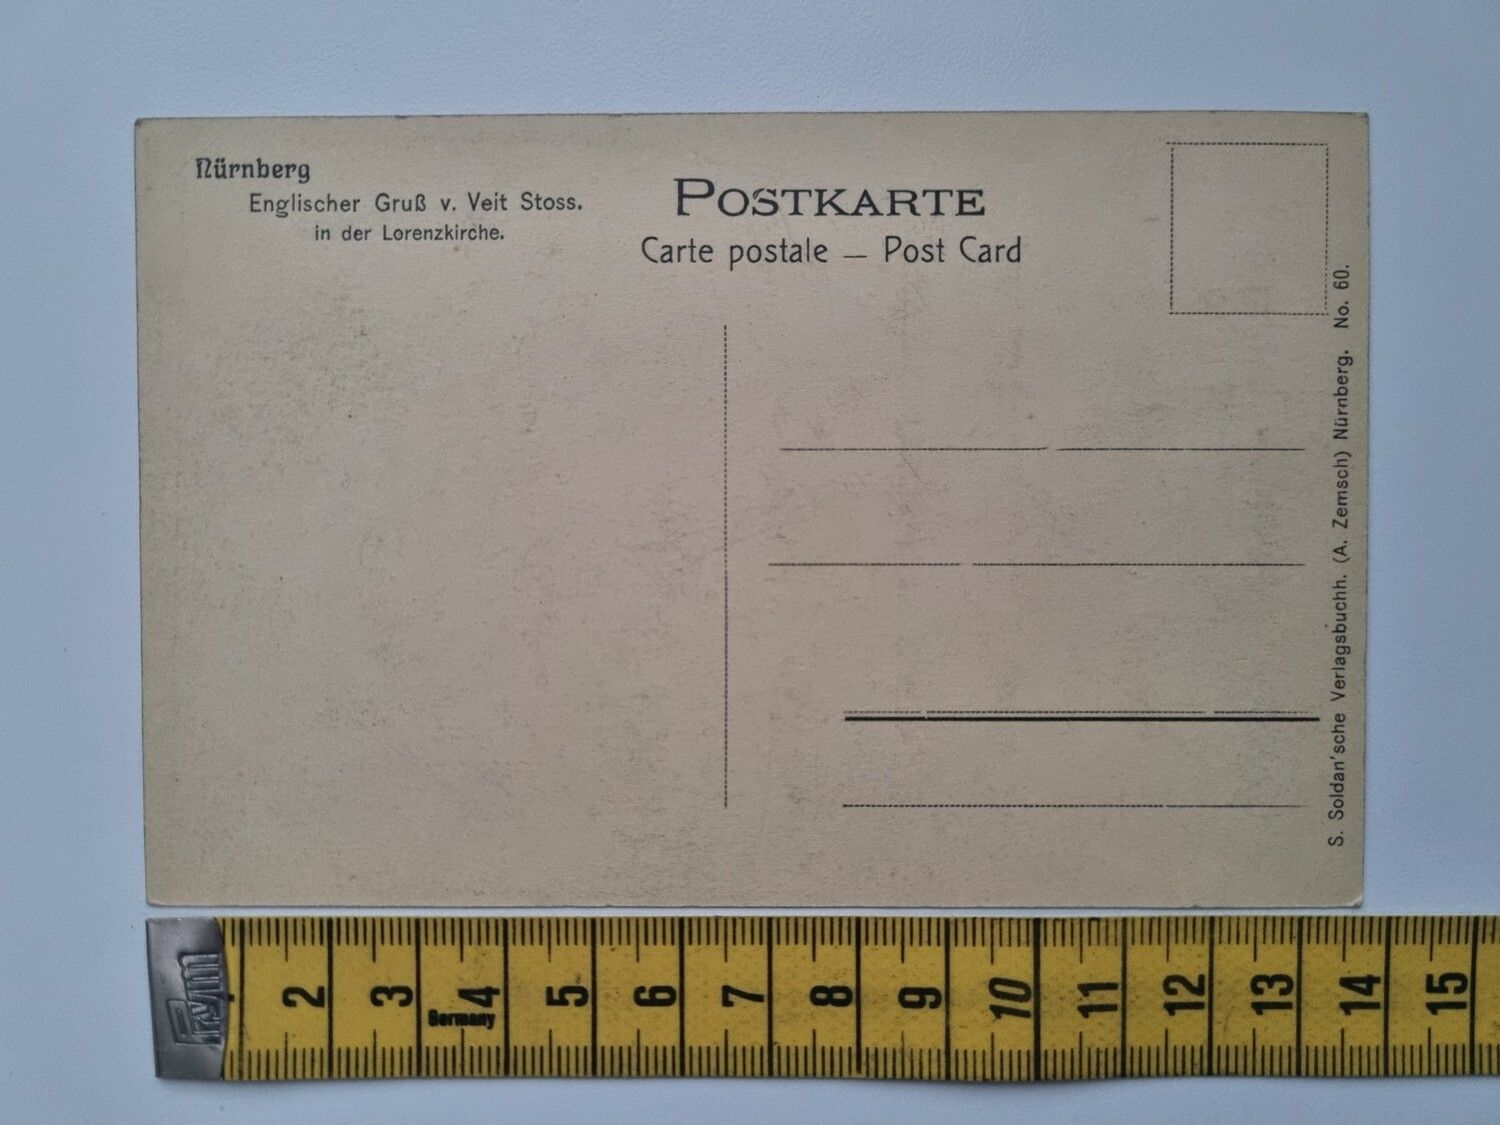 Nürnberg
Englischer Gruß v. Veit Stoss.
in der Lorenzkirche.
POSTKARTE
Carte postale — Post Card
S. Soldan'sche Verlagsbuchh. (A. Zemsch) Nürnberg. No. 60.
Prym
2 3 4 5 6 7 8 9 10 11 12 13 14 15
Germany